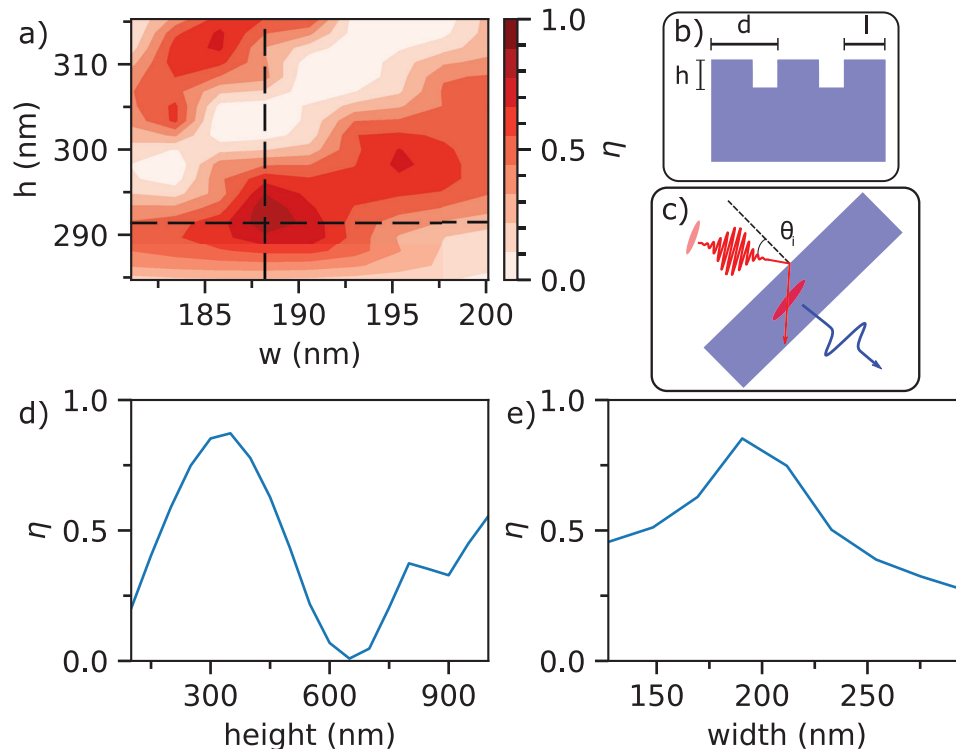 a)
310
300
290
h (nm)
185
190
195
200
w (nm)
1.0
0.5
0.0
η
b)
d
l
h
c)
θi
d)
1.0
0.5
0.0
η
300
600
900
height (nm)
e)
1.0
0.5
0.0
η
150
200
250
width (nm)